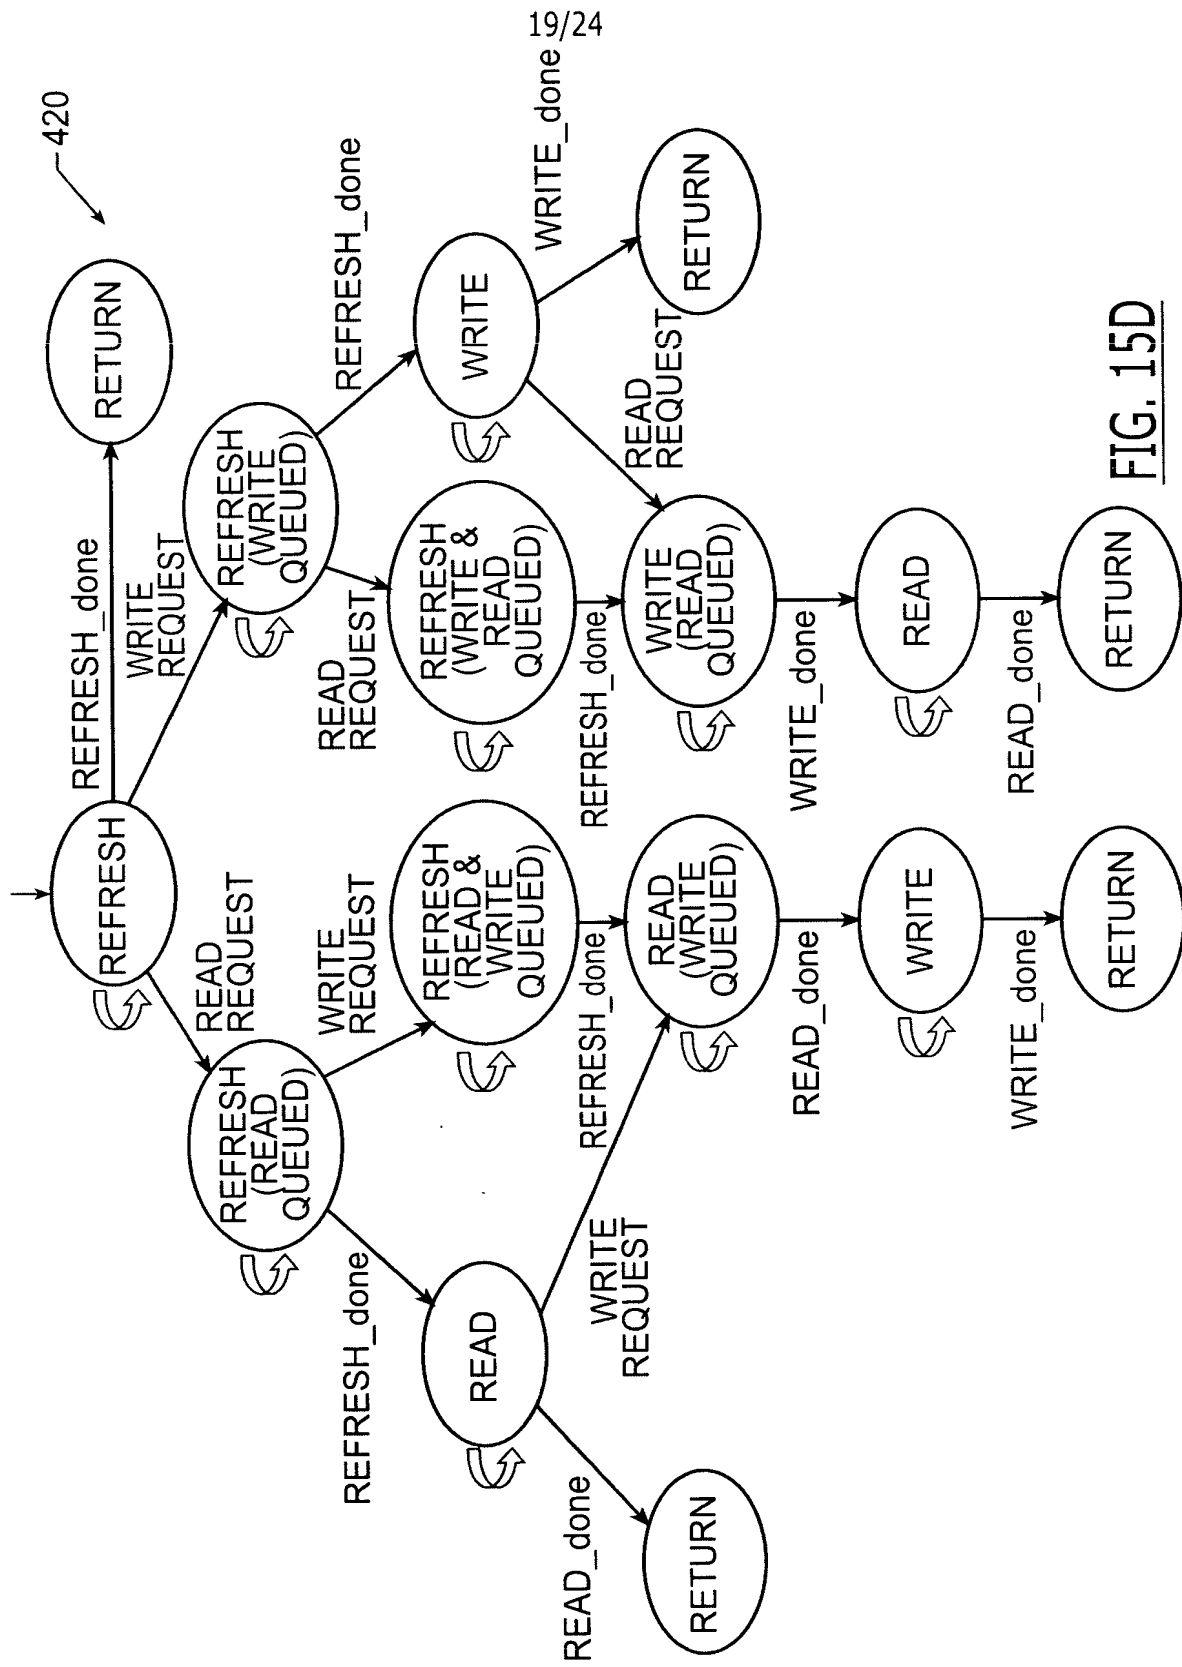 19/24
420
REFRESH
REFRESH_done
RETURN
WRITE
REQUEST
READ
REQUEST
REFRESH
(READ
QUEUED)
REFRESH
(WRITE
QUEUED)
WRITE
REQUEST
READ
REQUEST
REFRESH_done
REFRESH_done
READ
REFRESH
(READ &
WRITE
QUEUED)
REFRESH
(WRITE &
READ
QUEUED)
WRITE
READ_done
WRITE
REQUEST
REFRESH_done
REFRESH_done
READ
REQUEST
WRITE_done
RETURN
READ
(WRITE
QUEUED)
WRITE
(READ
QUEUED)
RETURN
READ_done
WRITE_done
WRITE
READ
WRITE_done
READ_done
RETURN
RETURN
FIG. 15D